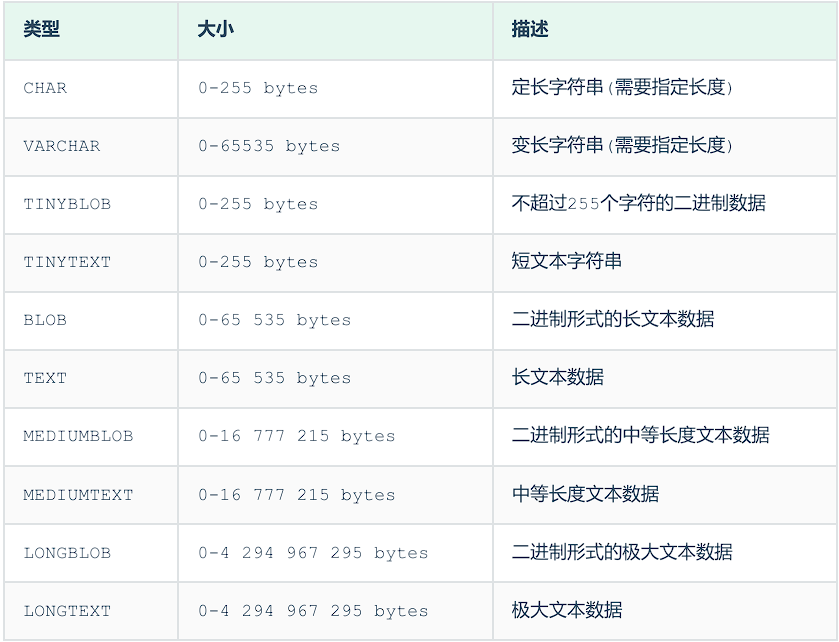 类型 大小 描述
CHAR 0-255 bytes 定长字符串(需要指定长度)
VARCHAR 0-65535 bytes 变长字符串(需要指定长度)
TINYBLOB 0-255 bytes 不超过255个字符的二进制数据
TINYTEXT 0-255 bytes 短文本字符串
BLOB 0-65 535 bytes 二进制形式的长文本数据
TEXT 0-65 535 bytes 长文本数据
MEDIUMBLOB 0-16 777 215 bytes 二进制形式的中等长度文本数据
MEDIUMTEXT 0-16 777 215 bytes 中等长度文本数据
LONGBLOB 0-4 294 967 295 bytes 二进制形式的极大文本数据
LONGTEXT 0-4 294 967 295 bytes 极大文本数据